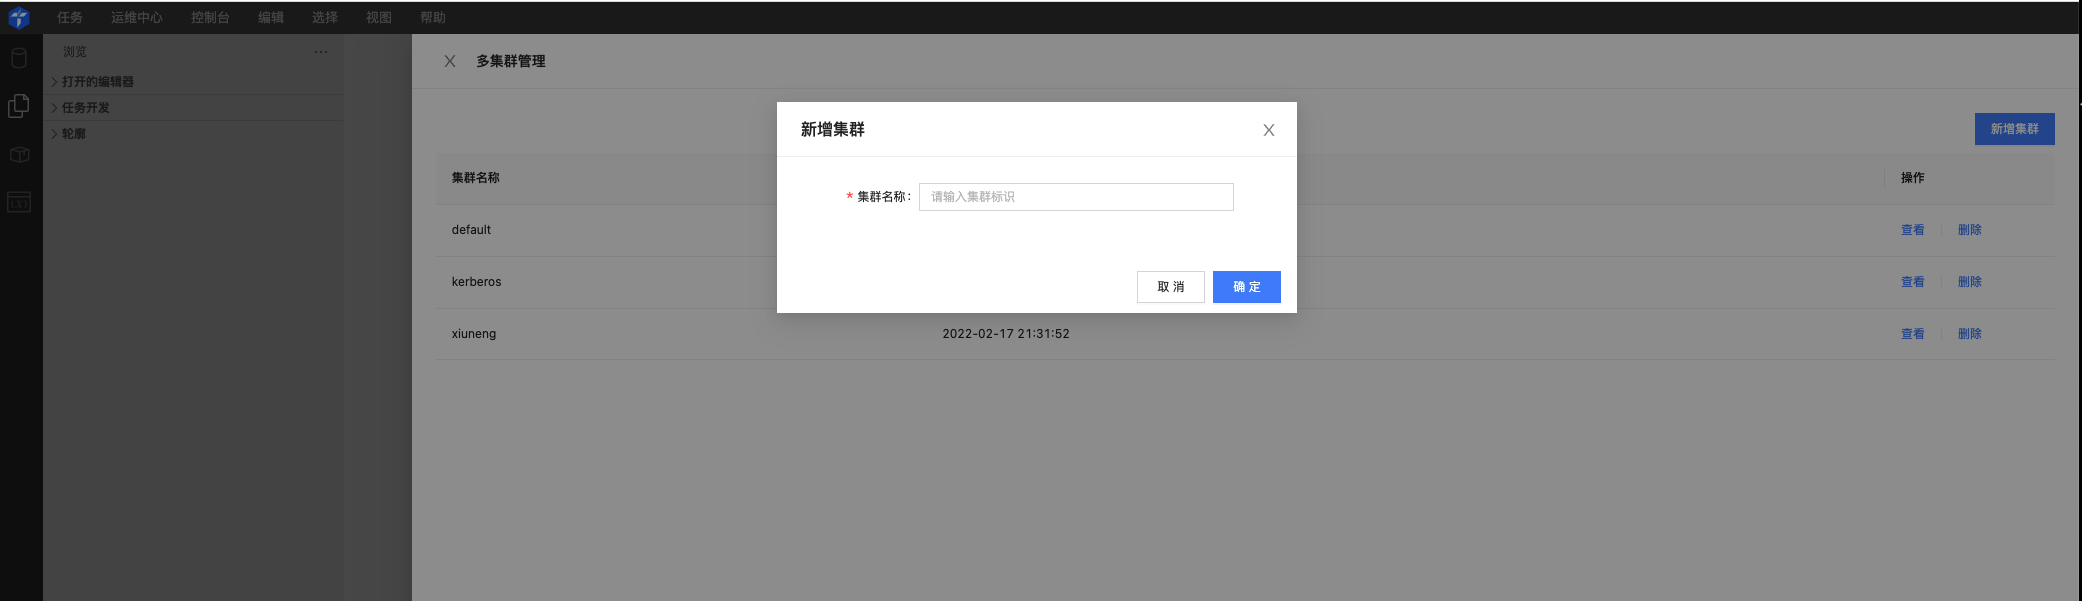 任务 运维中心 控制台 编辑 选择 视图 帮助
浏览 ...
打开的编辑器
任务开发
轮廓
多集群管理
新增集群
集群名称 操作
default 查看 删除
kerberos 查看 删除
xiuneng 2022-02-17 21:31:52 查看 删除
新增集群
* 集群名称: 请输入集群标识
取 消 确 定